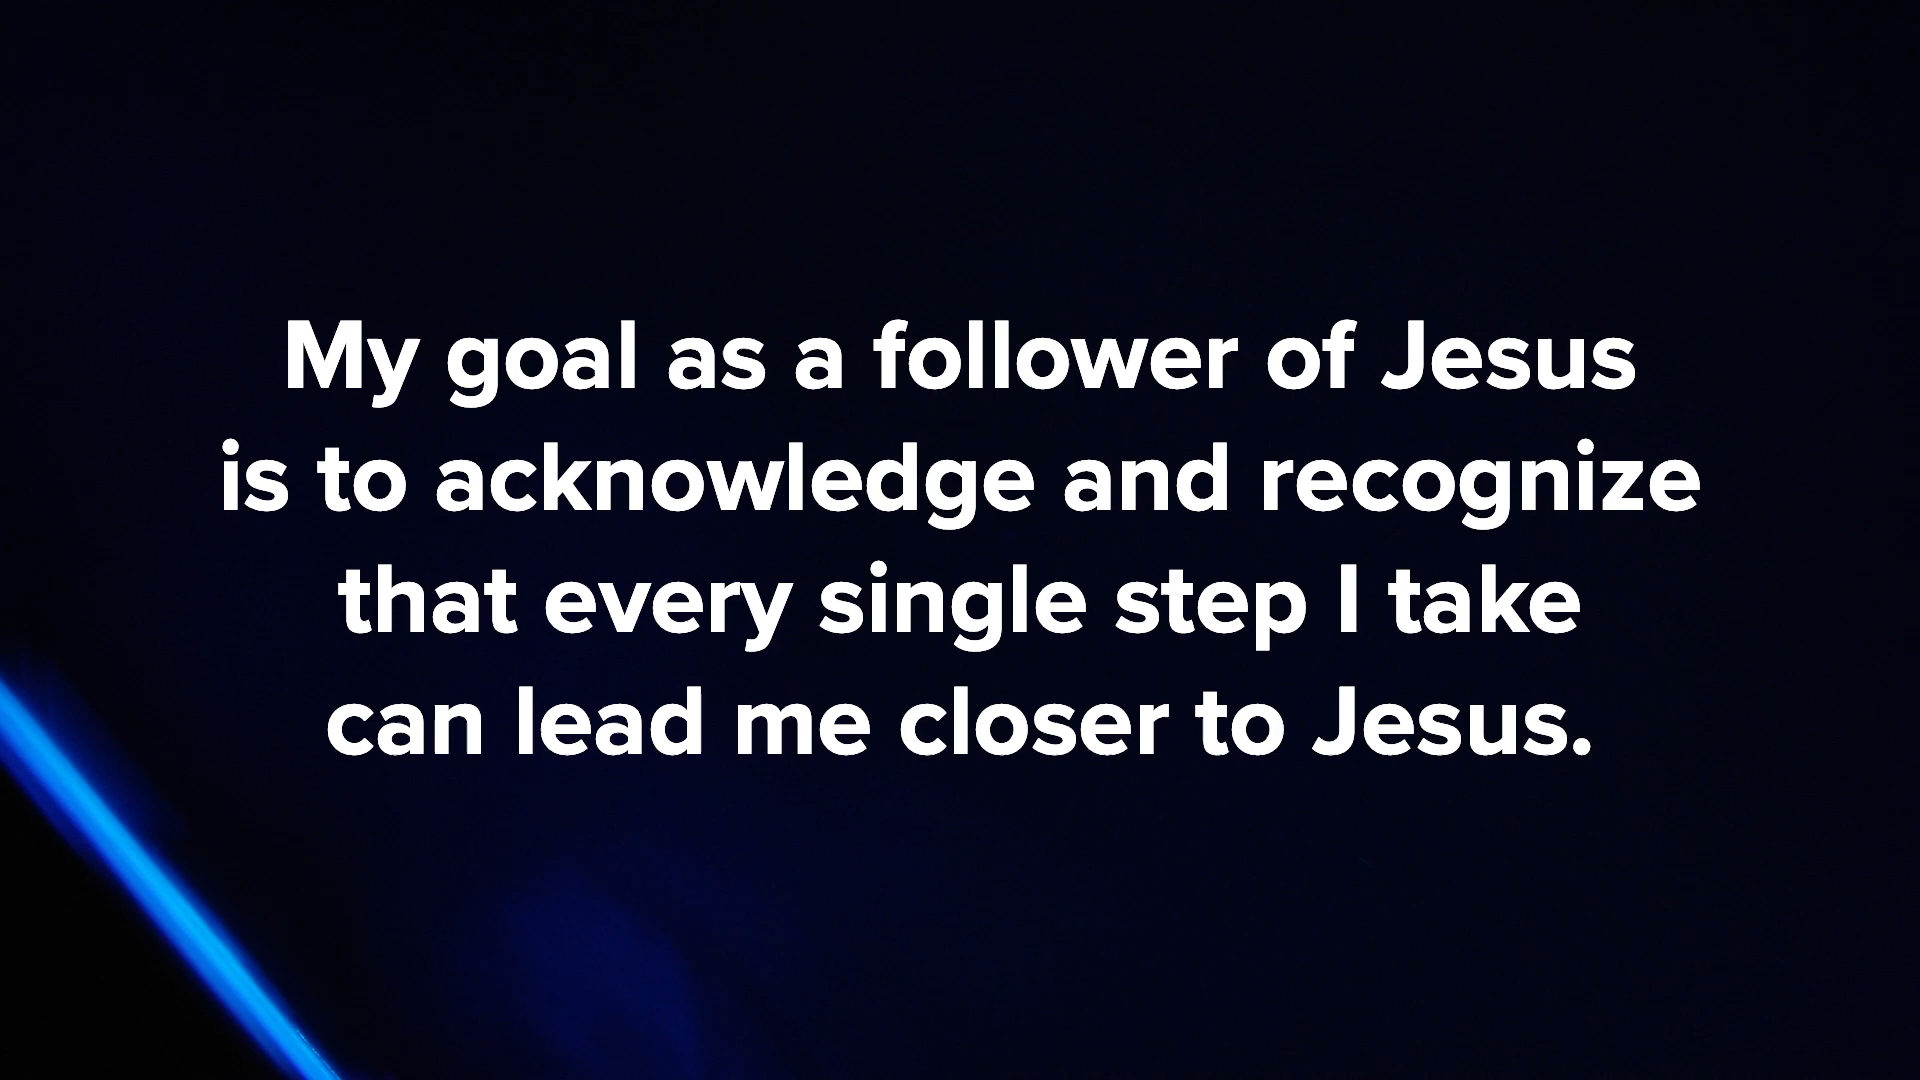 My goal as a follower of Jesus
is to acknowledge and recognize
that every single step I take
can lead me closer to Jesus.